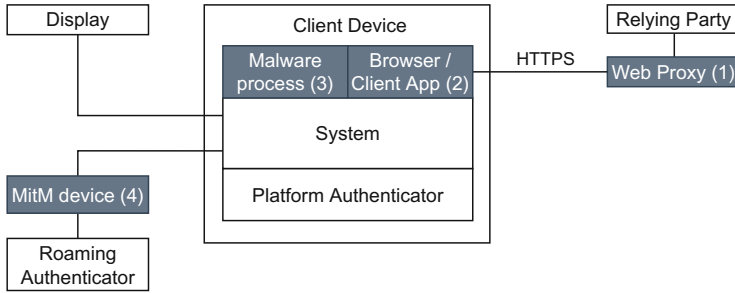 Display
Client Device
Relying Party
Malware
process (3)
Browser /
Client App (2)
HTTPS
Web Proxy (1)
System
MitM device (4)
Platform Authenticator
Roaming
Authenticator